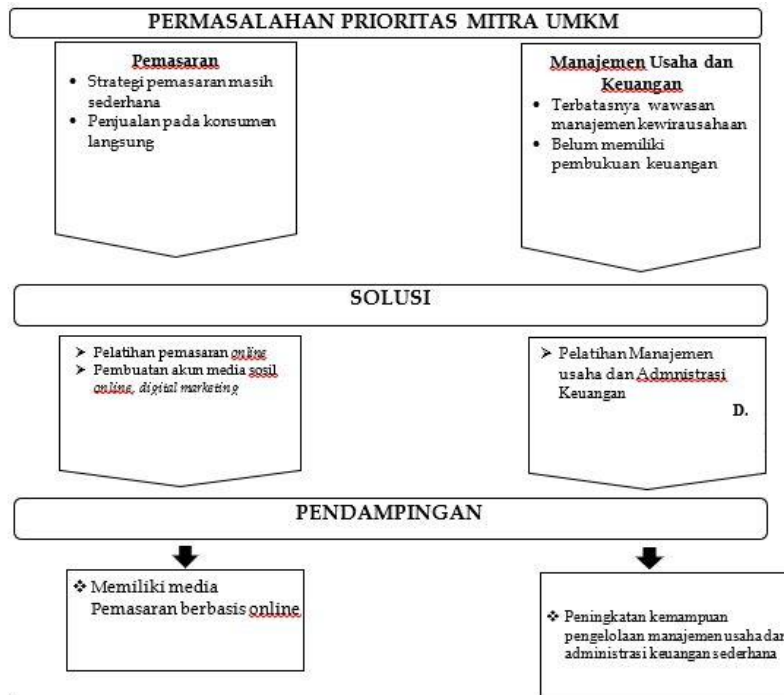 PERMASALAHAN PRIORITAS MITRA UMKM
Pemasaran
• Strategi pemasaran masih
sederhana
• Penjualan pada konsumen
langsung
Manajemen Usaha dan
Keuangan
• Terbatasnya wawasan
manajemen kewirausahaan
• Belum memiliki
pembukuan keuangan
SOLUSI
➢ Pelatihan pemasaran online
➢ Pembuatan akun media sosil
online, digital marketing
➢ Pelatihan Manajemen
usaha dan Admnistrasi
Keuangan
D.
PENDAMPINGAN
❖ Memiliki media
Pemasaran berbasis online
❖ Peningkatan kemampuan
pengelolaan manajemen usaha dan
administrasi keuangan sederhana